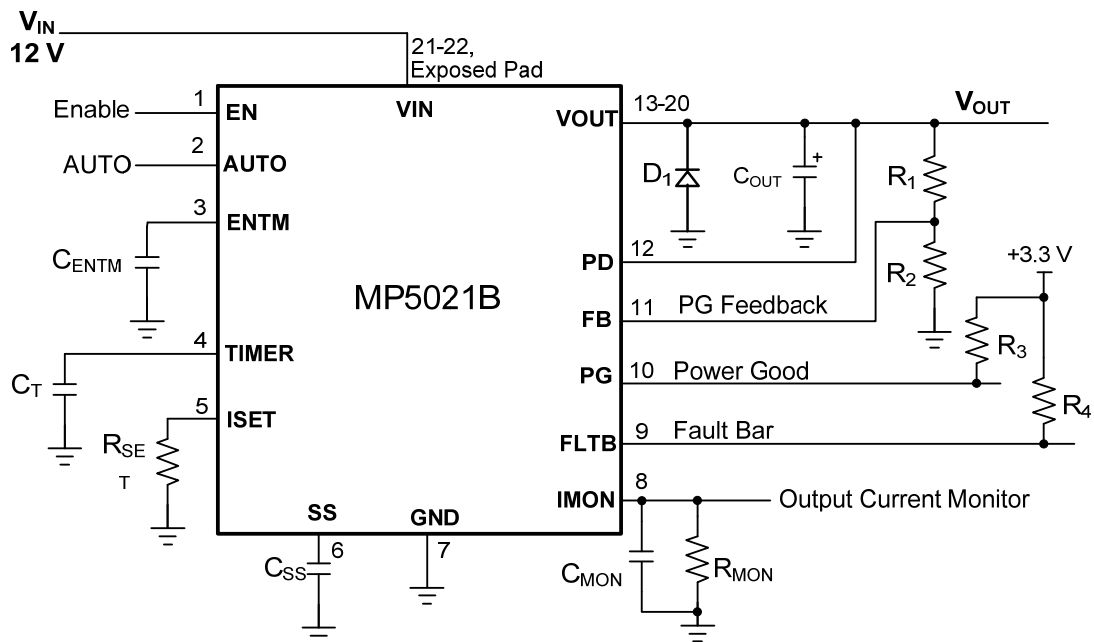 VIN
12 V
21-22,
Exposed Pad
Enable
1
EN
VIN
VOUT
13-20
VOUT
AUTO
2
AUTO
D1
COUT
+
R1
3
ENTM
CENTM
PD
12
R2
+3.3 V
MP5021B
FB
11
PG Feedback
4
TIMER
R3
CT
PG
10
Power Good
5
ISET
R4
RSE
T
FLTB
9
Fault Bar
8
IMON
Output Current Monitor
SS
GND
6
7
CSS
CMON
RMON